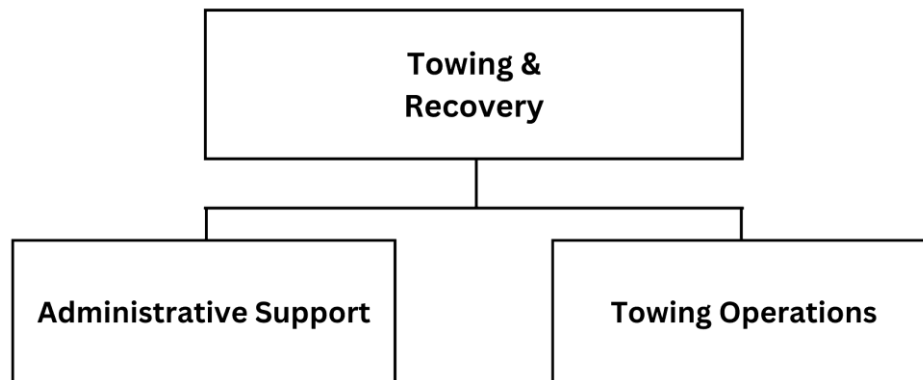 Towing &
Recovery
Administrative Support
Towing Operations